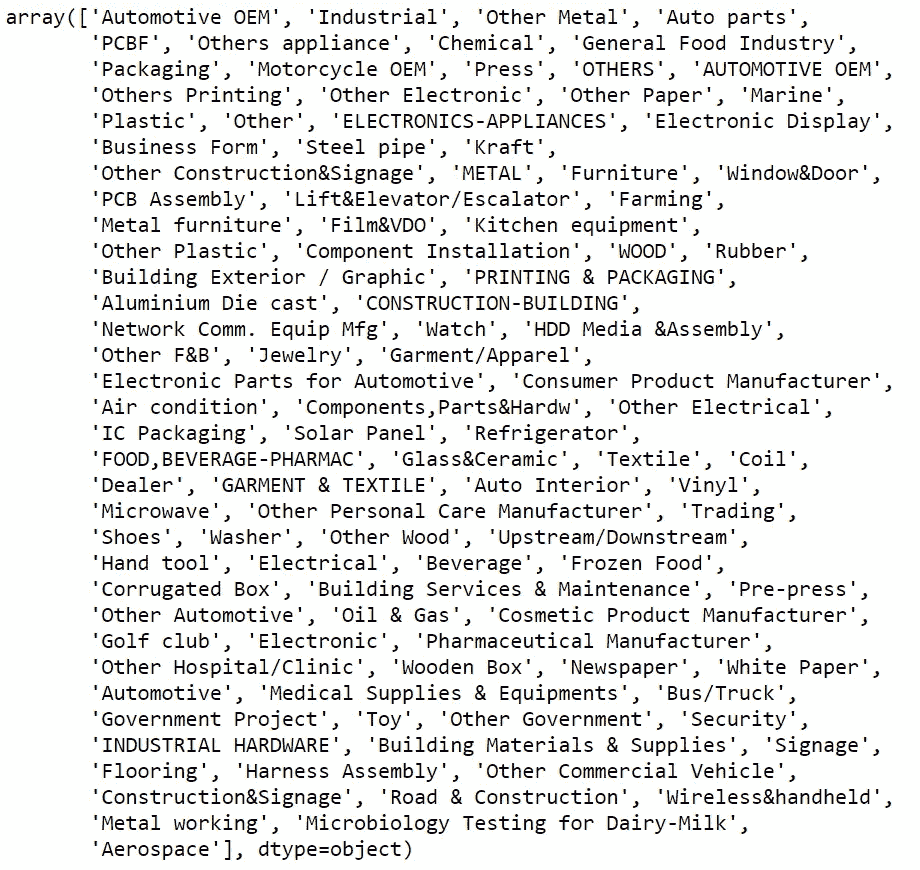 array(['Automotive OEM', 'Industrial', 'Other Metal', 'Auto parts',
'PCBF', 'Others appliance', 'Chemical', 'General Food Industry',
'Packaging', 'Motorcycle OEM', 'Press', 'OTHERS', 'AUTOMOTIVE OEM',
'Others Printing', 'Other Electronic', 'Other Paper', 'Marine',
'Plastic', 'Other', 'ELECTRONICS-APPLIANCES', 'Electronic Display',
'Business Form', 'Steel pipe', 'Kraft',
'Other Construction&Signage', 'METAL', 'Furniture', 'Window&Door',
'PCB Assembly', 'Lift&Elevator/Escalator', 'Farming',
'Metal furniture', 'Film&VDO', 'Kitchen equipment',
'Other Plastic', 'Component Installation', 'WOOD', 'Rubber',
'Building Exterior / Graphic', 'PRINTING & PACKAGING',
'Aluminium Die cast', 'CONSTRUCTION-BUILDING',
'Network Comm. Equip Mfg', 'Watch', 'HDD Media &Assembly',
'Other F&B', 'Jewelry', 'Garment/Apparel',
'Electronic Parts for Automotive', 'Consumer Product Manufacturer',
'Air condition', 'Components,Parts&Hardw', 'Other Electrical',
'IC Packaging', 'Solar Panel', 'Refrigerator',
'FOOD,BEVERAGE-PHARMAC', 'Glass&Ceramic', 'Textile', 'Coil',
'Dealer', 'GARMENT & TEXTILE', 'Auto Interior', 'Vinyl',
'Microwave', 'Other Personal Care Manufacturer', 'Trading',
'Shoes', 'Washer', 'Other Wood', 'Upstream/Downstream',
'Hand tool', 'Electrical', 'Beverage', 'Frozen Food',
'Corrugated Box', 'Building Services & Maintenance', 'Pre-press',
'Other Automotive', 'Oil & Gas', 'Cosmetic Product Manufacturer',
'Golf club', 'Electronic', 'Pharmaceutical Manufacturer',
'Other Hospital/Clinic', 'Wooden Box', 'Newspaper', 'White Paper',
'Automotive', 'Medical Supplies & Equipments', 'Bus/Truck',
'Government Project', 'Toy', 'Other Government', 'Security',
'INDUSTRIAL HARDWARE', 'Building Materials & Supplies', 'Signage',
'Flooring', 'Harness Assembly', 'Other Commercial Vehicle',
'Construction&Signage', 'Road & Construction', 'Wireless&handheld',
'Metal working', 'Microbiology Testing for Dairy-Milk',
'Aerospace'], dtype=object)